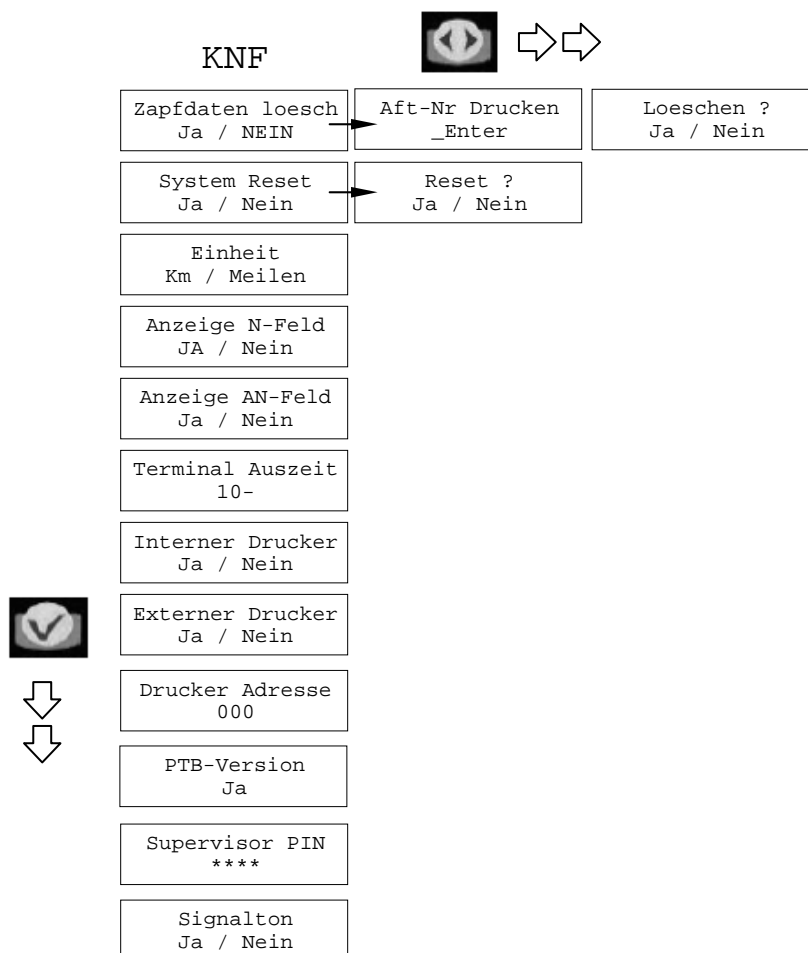 KNF
Zapfdaten loesch
Ja / NEIN
Aft-Nr Drucken
_Enter
Loeschen ?
Ja / Nein
System Reset
Ja / Nein
Reset ?
Ja / Nein
Einheit
Km / Meilen
Anzeige N-Feld
JA / Nein
Anzeige AN-Feld
Ja / Nein
Terminal Auszeit
10-
Interner Drucker
Ja / Nein
Externer Drucker
Ja / Nein
Drucker Adresse
000
PTB-Version
Ja
Supervisor PIN
****
Signalton
Ja / Nein